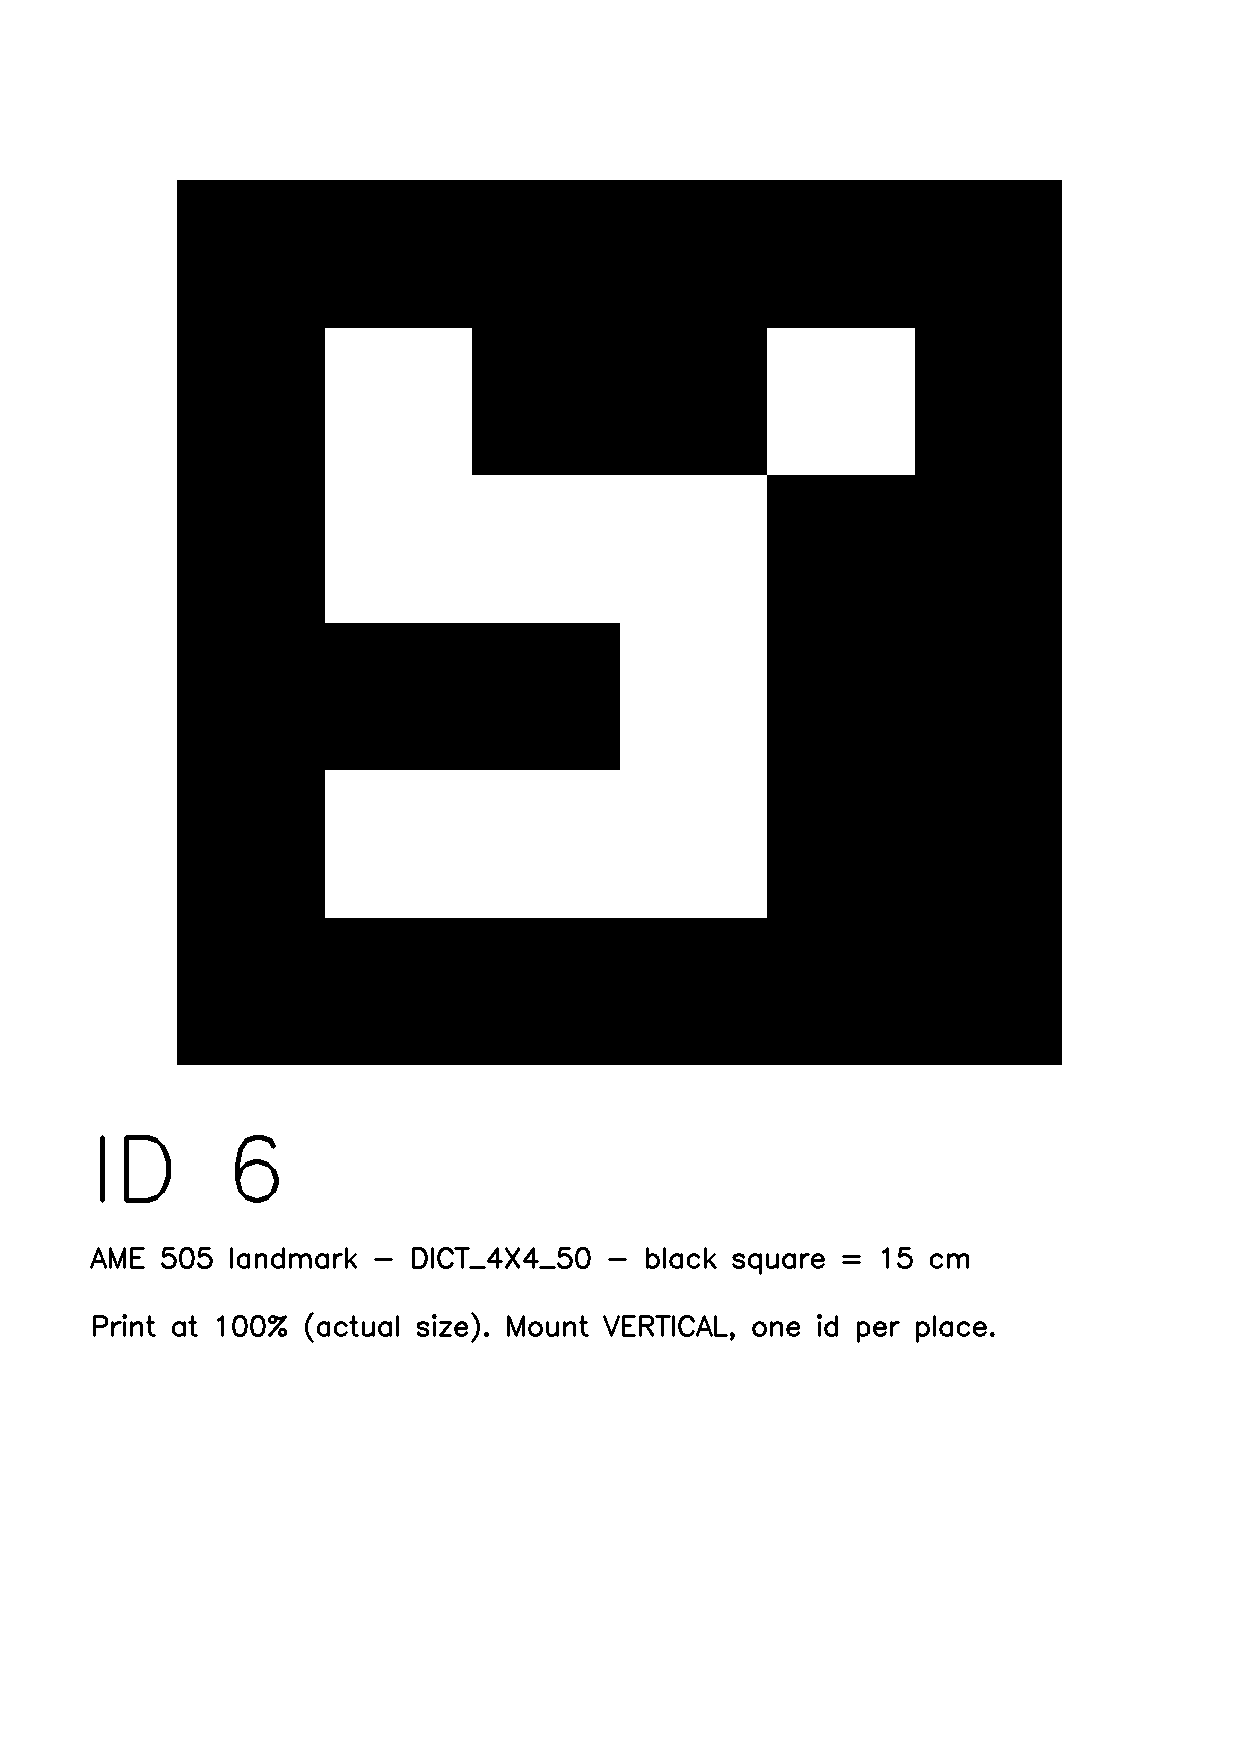 ID 6
AME 505 landmark - DICT_4X4_50 - black square = 15 cm
Print at 100% (actual size). Mount VERTICAL, one id per place.